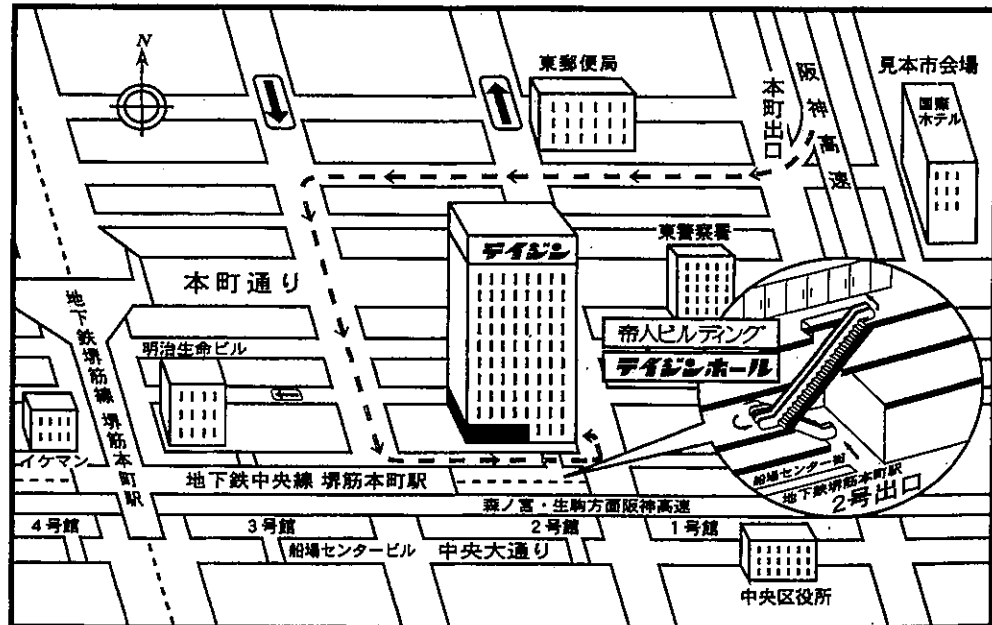 N
東郵便局
本町出口
阪神高速
見本市会場
国際
ホテル
テイジン
東警察署
本町通り
帝人ビルディング
テイジンホール
地下鉄堺筋線 堺筋本町駅
明治生命ビル
イケマン
地下鉄中央線 堺筋本町駅
船場センター街
地下鉄堺筋本町駅
2号出口
森ノ宮・生駒方面阪神高速
4号館
3号館
2号館
1号館
船場センタービル
中央大通り
中央区役所